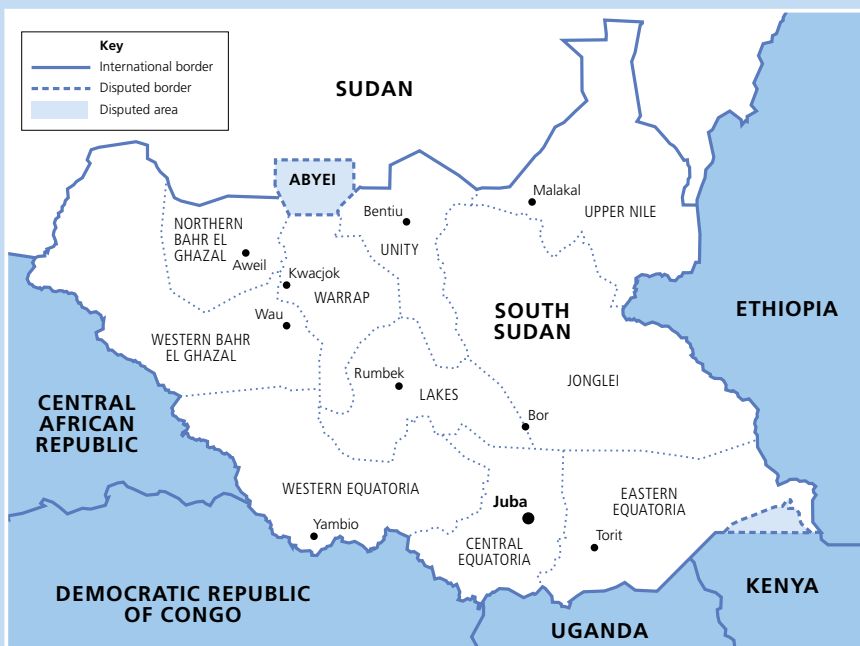 Key
International border
Disputed border
Disputed area
SUDAN
ABYEI
Malakal
Bentiu
UPPER NILE
NORTHERN
BAHR EL
GHAZAL
UNITY
Aweil
Kwacjok
WARRAP
SOUTH
SUDAN
ETHIOPIA
Wau
WESTERN BAHR
EL GHAZAL
Rumbek
JONGLEI
LAKES
CENTRAL
AFRICAN
REPUBLIC
Bor
WESTERN EQUATORIA
EASTERN
EQUATORIA
Juba
Yambio
Torit
CENTRAL
EQUATORIA
KENYA
DEMOCRATIC REPUBLIC
OF CONGO
UGANDA